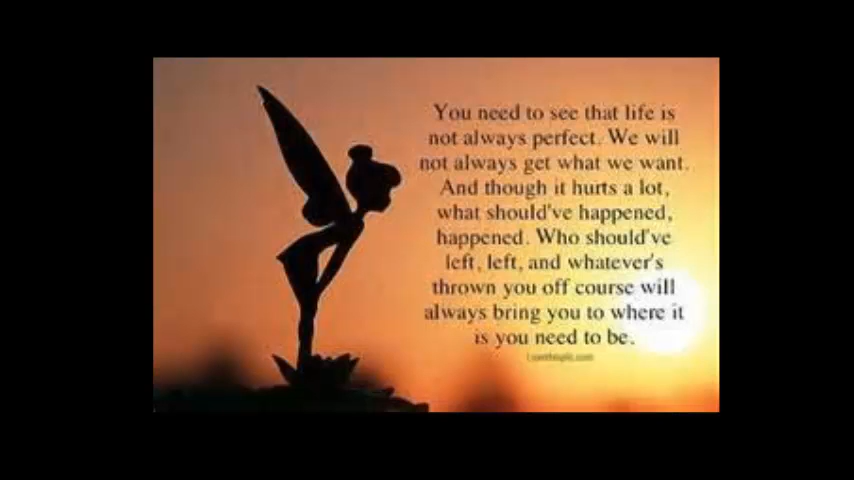 You need to see that life is
not always perfect. We will
not always get what we want.
And though it hurts a lot,
what should've happened,
happened. Who should've
left, left, and whatever's
thrown you off course will
always bring you to where it
is you need to be.